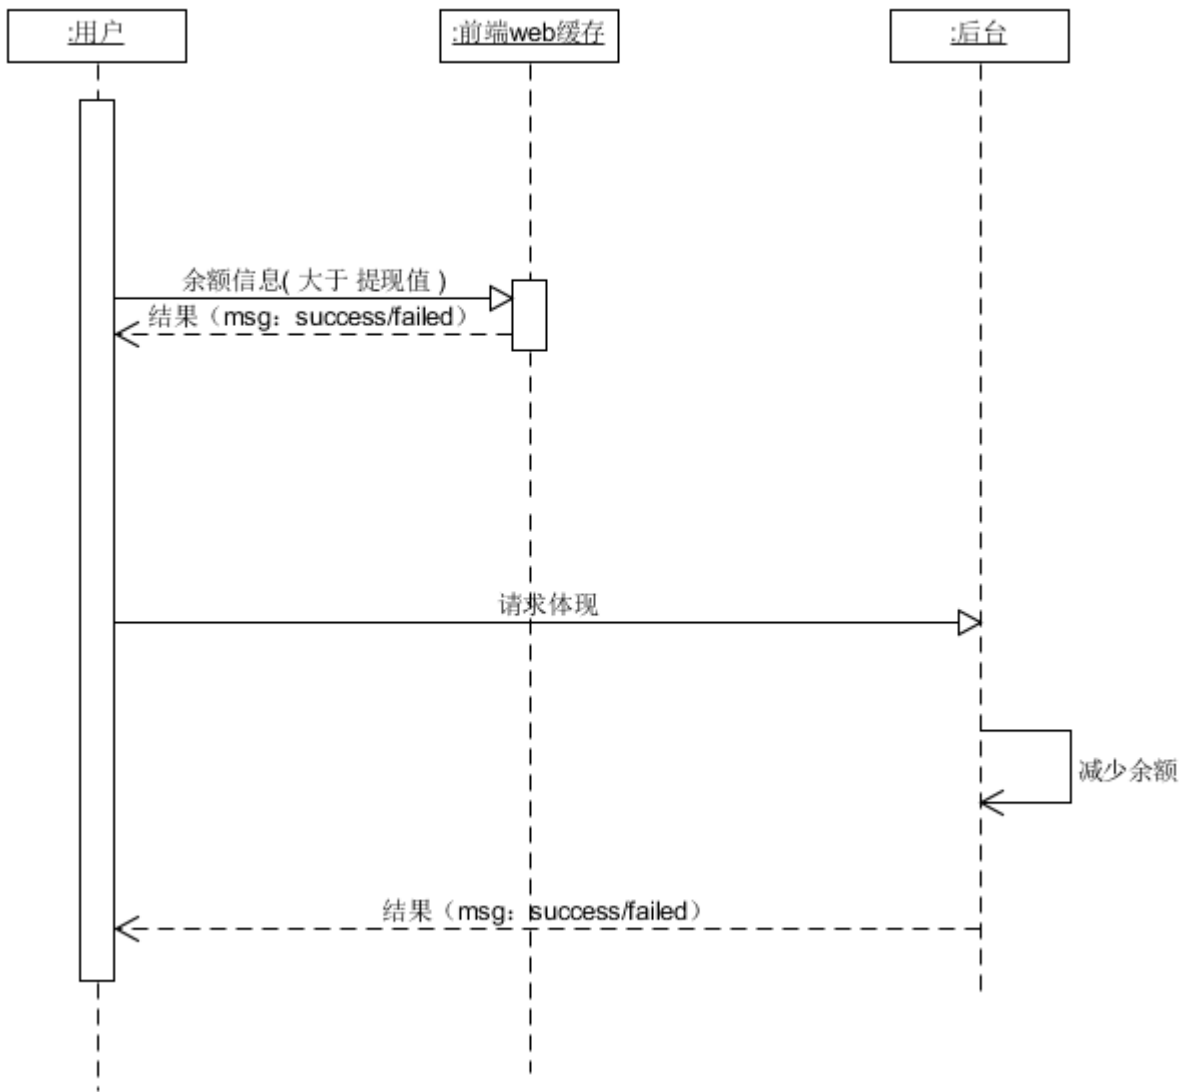 :用户
:前端web缓存
:后台
余额信息( 大于 提现值 )
结果（msg：success/failed）
请求体现
减少余额
结果（msg：success/failed）